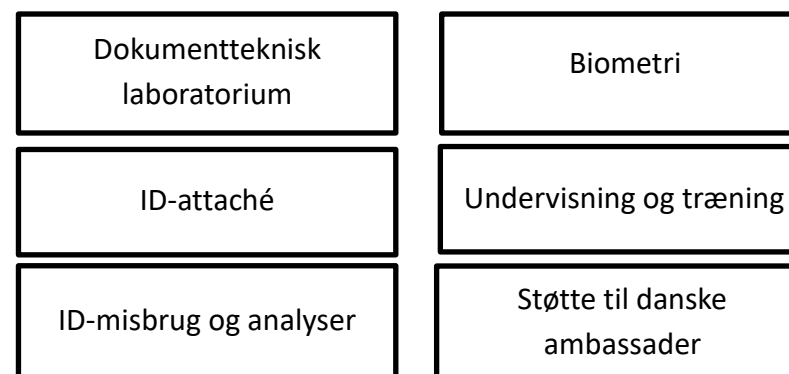 Dokumentteknisk
laboratorium
Biometri
ID-attaché
Undervisning og træning
ID-misbrug og analyser
Støtte til danske
ambassader